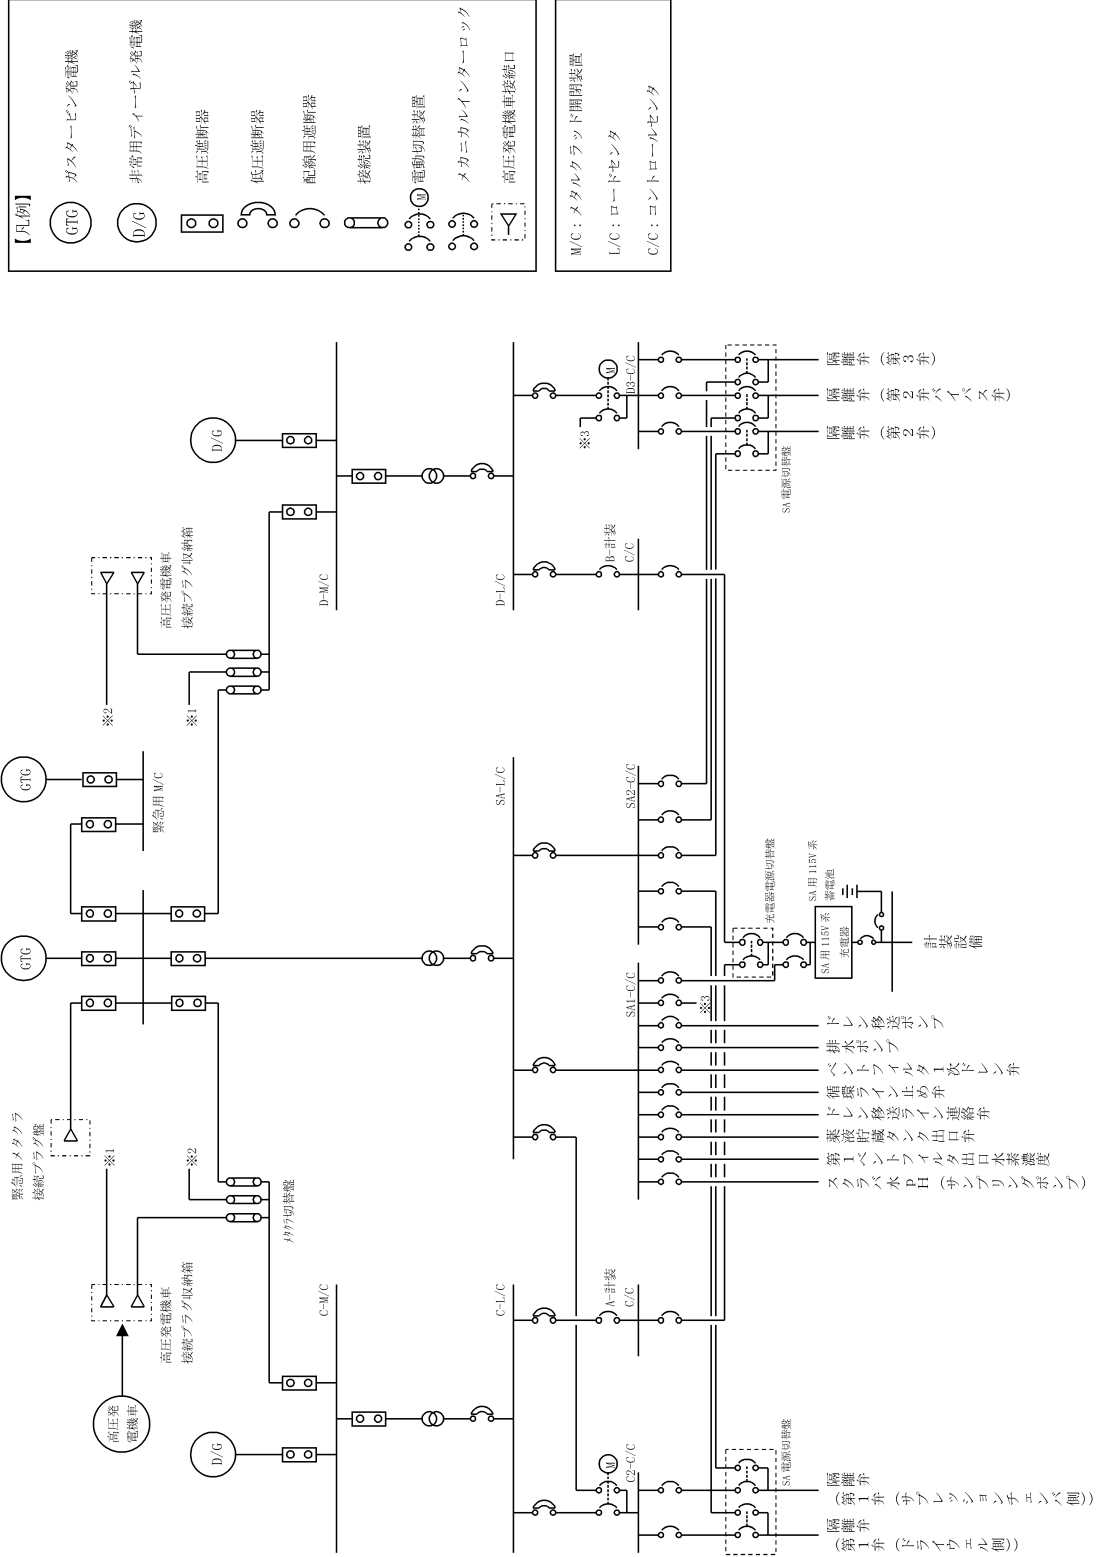 【凡例】
GTG
ガスタービン発電機
D/G
非常用ディーゼル発電機
高圧遮断器
低圧遮断器
配線用遮断器
接続装置
M
電動切替装置
メカニカルインターロック
高圧発電機車接続口
M/C：メタルクラッド開閉装置
L/C：ロードセンタ
C/C：コントロールセンタ
高圧発
電機車
高圧発電機車
接続プラグ収納箱
※1
緊急用メタクラ
接続プラグ盤
GTG
GTG
緊急用 M/C
※2
高圧発電機車
接続プラグ収納箱
※2
※1
メタクラ切替盤
D/G
D/G
C-M/C
D-M/C
C-L/C
SA-L/C
D-L/C
M
C2-C/C
A-計装
C/C
SA1-C/C
SA2-C/C
B-計装
C/C
※3
M
D3-C/C
※3
SA 電源切替盤
充電器電源切替盤
SA 用 115V 系
充電器
SA 用 115V 系
蓄電池
SA 電源切替盤
隔離弁
（第１弁（ドライウェル側））
隔離弁
（第１弁（サプレッションチェンバ側））
スクラバ水ｐＨ（サンプリングポンプ）
第１ベントフィルタ出口水素濃度
薬液貯蔵タンク出口弁
ドレン移送ライン連絡弁
循環ライン止め弁
ベントフィルタ１次ドレン弁
排水ポンプ
ドレン移送ポンプ
計装設備
隔離弁（第２弁）
隔離弁（第２弁バイパス弁）
隔離弁（第３弁）